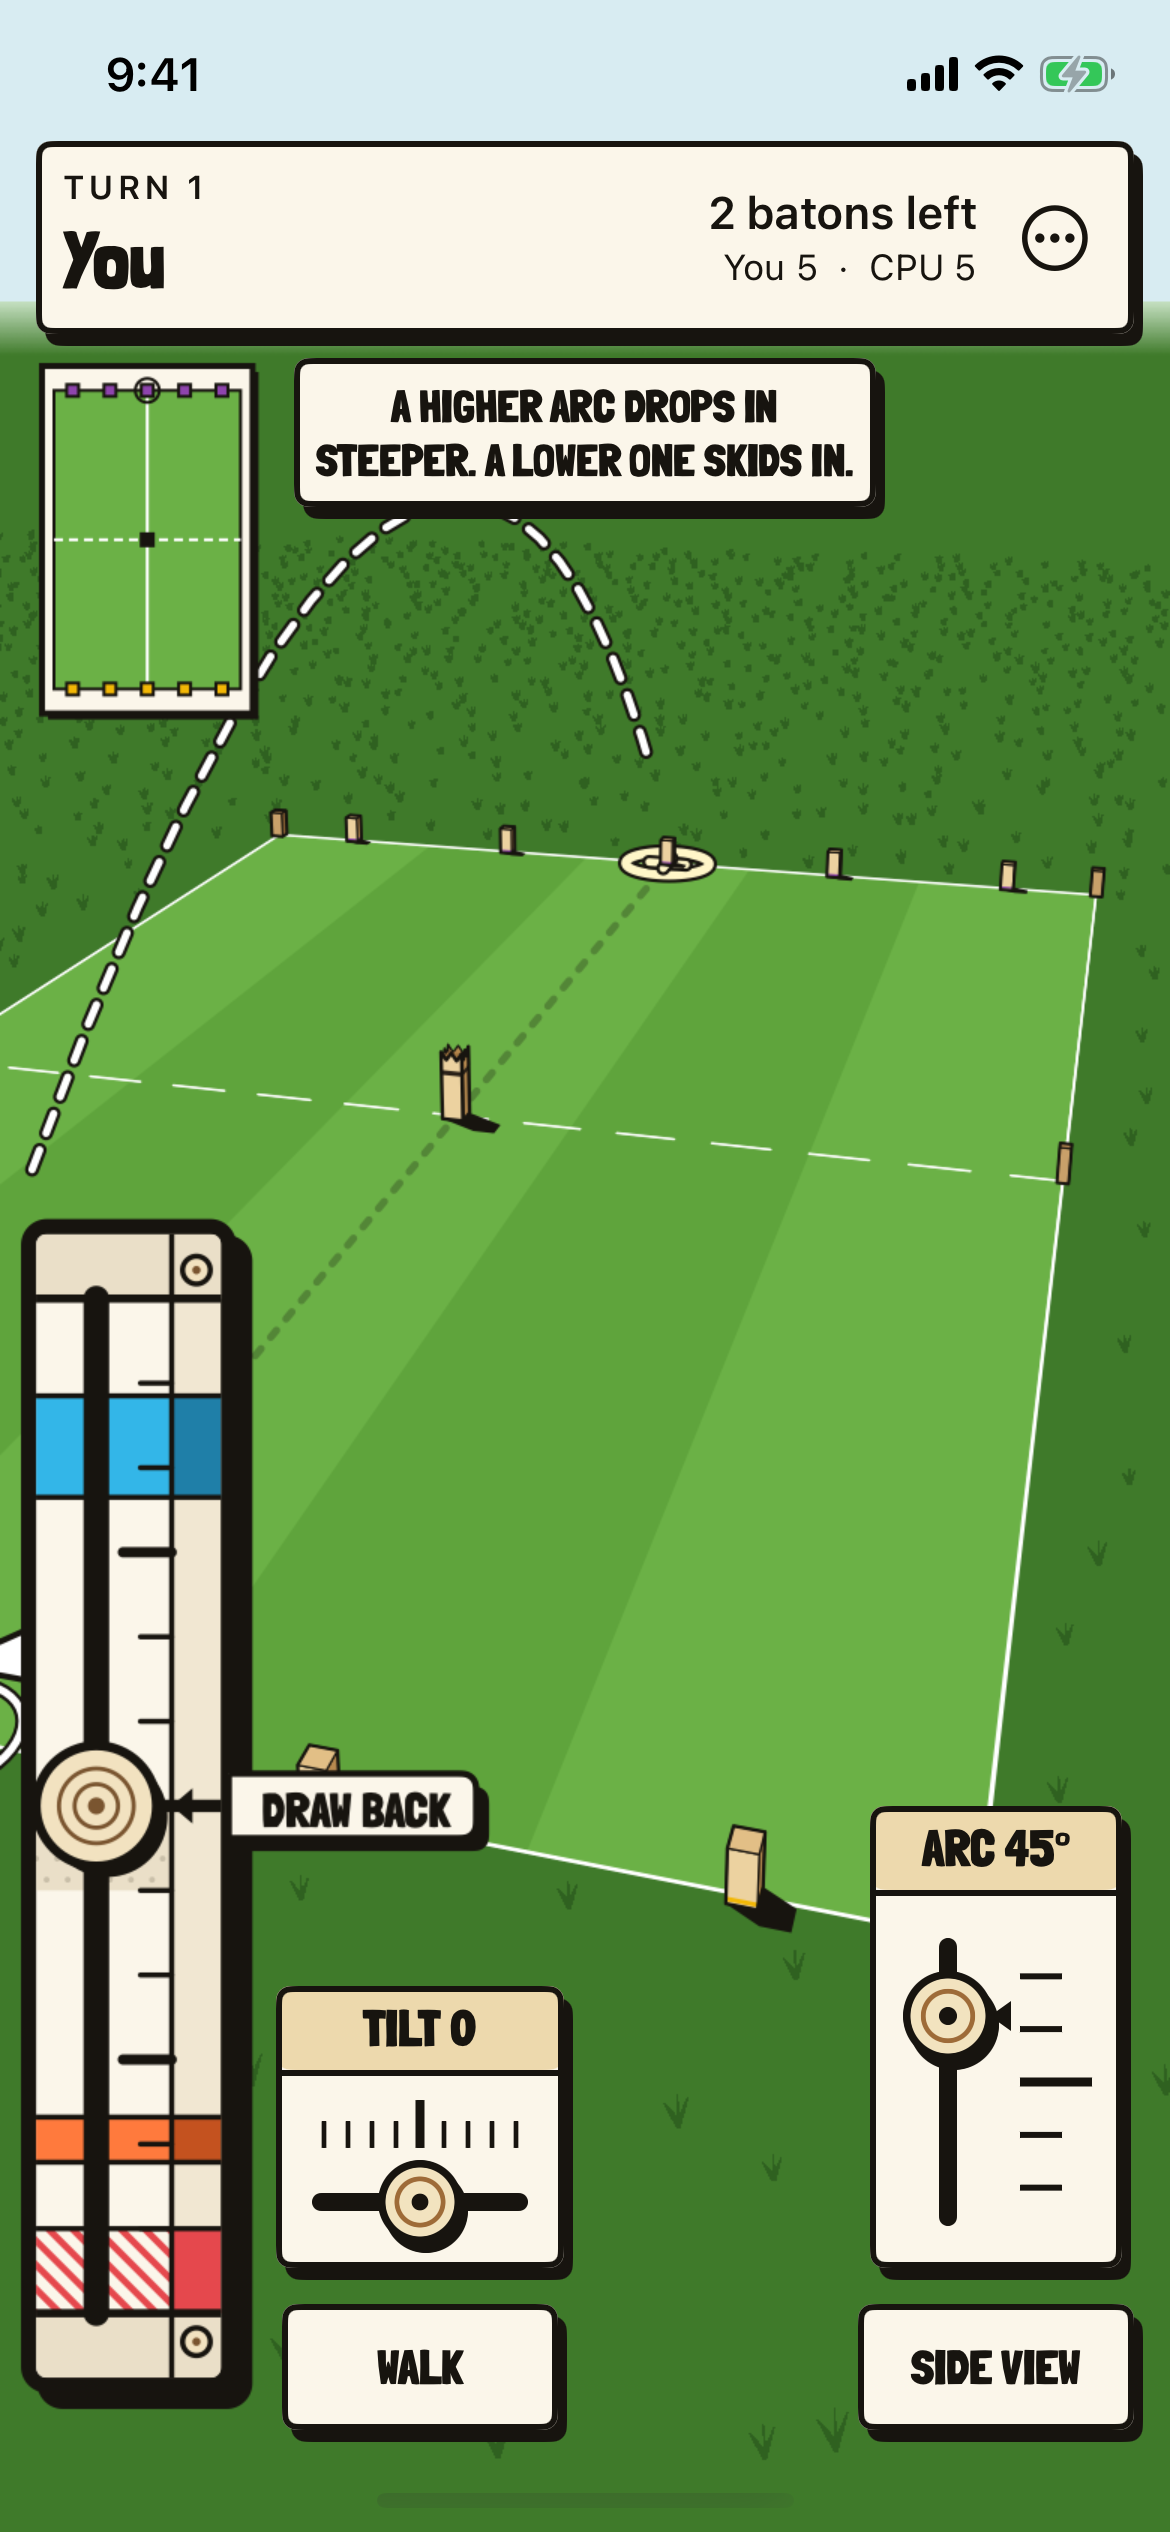 9:41
TURN 1
You
2 batons left
You 5 · CPU 5
A HIGHER ARC DROPS IN
STEEPER. A LOWER ONE SKIDS IN.
DRAW BACK
ARC 45°
TILT 0
WALK
SIDE VIEW